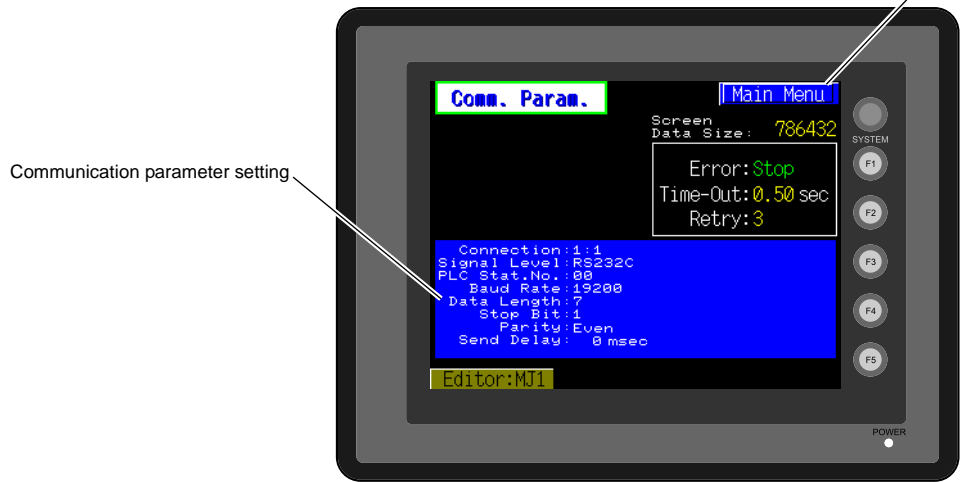 Comm. Param.
Main Menu
Screen
Data Size: 786432
SYSTEM
Error:Stop
F1
Communication parameter setting
Time-Out:0.50 sec
Retry:3
F2
Connection:1:1
Signal Level:RS232C
F3
PLC Stat.No.:00
Baud Rate:19200
Data Length:7
Stop Bit:1
F4
Parity:Even
Send Delay: 0 msec
F5
Editor:MJ1
POWER